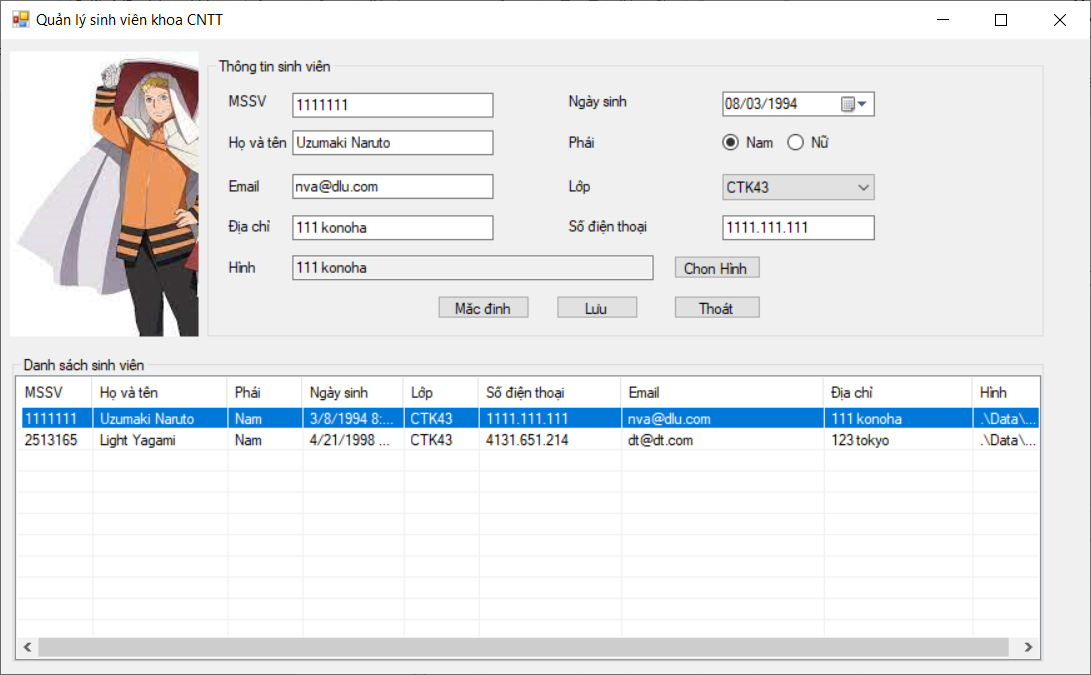 Quản lý sinh viên khoa CNTT
Thông tin sinh viên
MSSV 1111111 Ngày sinh 08/03/1994
Họ và tên Uzumaki Naruto Phái Nam Nữ
Email nva@dlu.com Lớp CTK43
Địa chỉ 111 konoha Số điện thoại 1111.111.111
Hình 111 konoha Chon Hình
Măc đinh Lưu Thoát
Danh sách sinh viên
MSSV Họ và tên Phái Ngày sinh Lớp Số điện thoại Email Địa chỉ Hình
1111111 Uzumaki Naruto Nam 3/8/1994 8:... CTK43 1111.111.111 nva@dlu.com 111 konoha .\Data\...
2513165 Light Yagami Nam 4/21/1998 ... CTK43 4131.651.214 dt@dt.com 123 tokyo .\Data\...